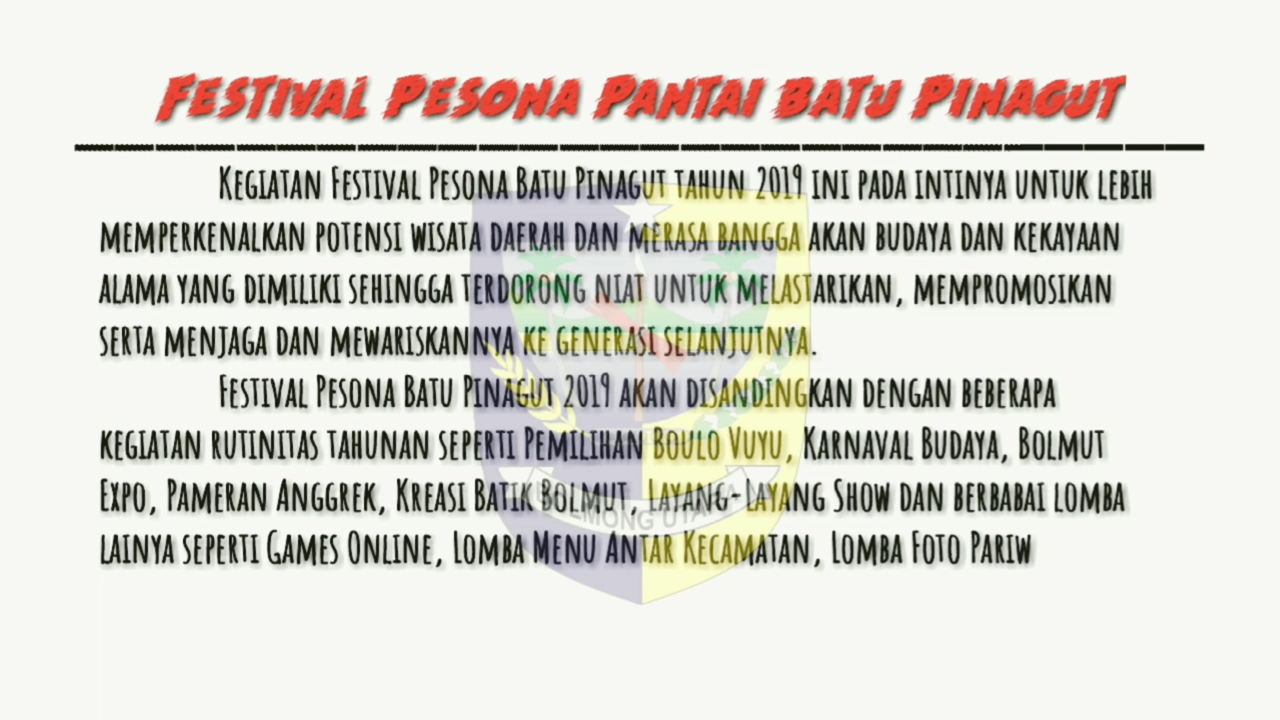 Festival Pesona Pantai Batu Pinagut
Kegiatan Festival Pesona Batu Pinagut tahun 2019 ini pada intinya untuk lebih
memperkenalkan potensi wisata daerah dan merasa bangga akan budaya dan kekayaan
alama yang dimiliki sehingga terdorong niat untuk melastarikan, mempromosikan
serta menjaga dan mewariskannya ke generasi selanjutnya.
Festival Pesona Batu Pinagut 2019 akan disandingkan dengan beberapa
kegiatan rutinitas tahunan seperti Pemilihan Boulo Vuyu, Karnaval Budaya, Bolmut
Expo, Pameran Anggrek, Kreasi Batik Bolmut, Layang-Layang Show dan berbabai lomba
lainya seperti Games Online, Lomba Menu Antar Kecamatan, Lomba Foto Pariw